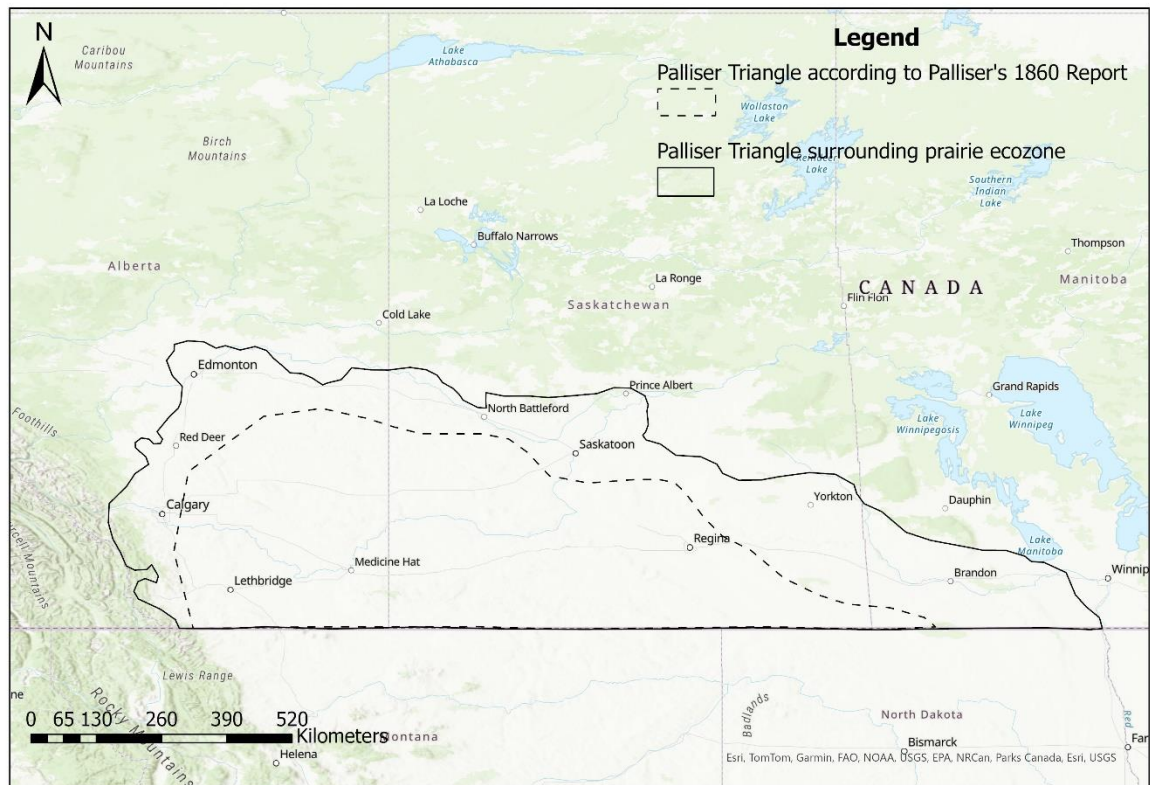 N
Legend
Palliser Triangle according to Palliser's 1860 Report
Palliser Triangle surrounding prairie ecozone
Caribou
Mountains
Lake
Athabasca
Wollaston
Lake
Birch
Mountains
Reindeer
Lake
Southern
Indian
Lake
La Loche
Buffalo Narrows
Thompson
Alberta
La Ronge
Manitoba
CANADA
Saskatchewan
Flin Flon
Cold Lake
Edmonton
Prince Albert
Grand Rapids
Foothills
North Battleford
Lake
Winnipegosis
Lake
Winnipeg
Red Deer
Saskatoon
Calgary
Yorkton
Dauphin
Regina
Lake
Manitoba
Medicine Hat
Lethbridge
Brandon
Winnip
rcell Mountains
Lewis Range
Rocky Mountains
ne
0 65 130 260 390 520
Kilometers
Montana
Helena
Badlands
North Dakota
Red
Bismarck
Far
Esri, TomTom, Garmin, FAO, NOAA, USGS, EPA, NRCan, Parks Canada, Esri, USGS